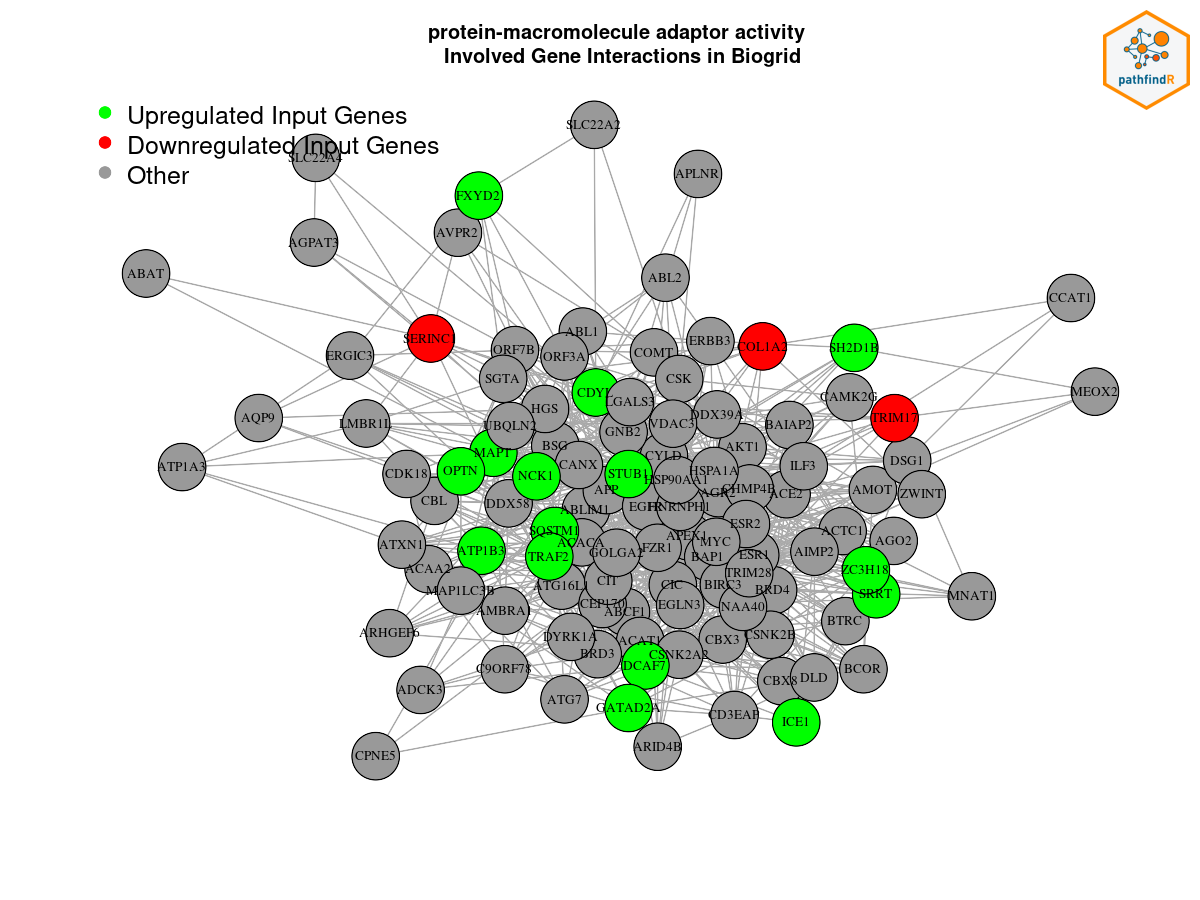 protein-macromolecule adaptor activity
Involved Gene Interactions in Biogrid
pathfindR
Upregulated Input Genes
Downregulated Input Genes
Other
SLC22A2
SLC22A4
APLNR
FXYD2
AVPR2
AGPAT3
ABAT
ABL2
CCAT1
ABL1
SERINC1
ERBB3
COL1A2
SH2D1B
ORF7B
ORF3A
COMT
ERGIC3
SGTA
CSK
CDYL
MEOX2
CAMK2G
LGALS3
HGS
DDX39A
AQP9
LMBR1L
UBQLN2
VDAC3
BAIAP2
TRIM17
GNB2
BSG
AKT1
MAPT
CYLD
DSG1
ATP1A3
CDK18
OPTN
NCK1
CANX
STUB1
HSP90AA1
HSPA1A
ILF3
APP
CHMP4B
AMOT
ZWINT
ACE2
AGR2
CBL
DDX58
ABLIM1
EGFR
HNRNPH1
ESR2
SQSTM1
ACTC1
ATXN1
ATP1B3
TRAF2
ACACA
GOLGA2
FZR1
APEX1
MYC
BAP1
ESR1
AIMP2
AGO2
ACAA2
ZC3H18
MAP1LC3B
ATG16L1
CIT
CIC
BIRC3
TRIM28
BRD4
SRRT
MNAT1
AMBRA1
CEP170
ABCF1
EGLN3
NAA40
BTRC
ARHGEF6
DYRK1A
BRD3
ACAT1
CSNK2A2
CBX3
CSNK2B
C9ORF78
DCAF7
BCOR
ADCK3
ATG7
GATAD2A
CBX8
DLD
CD3EAP
ICE1
ARID4B
CPNE5